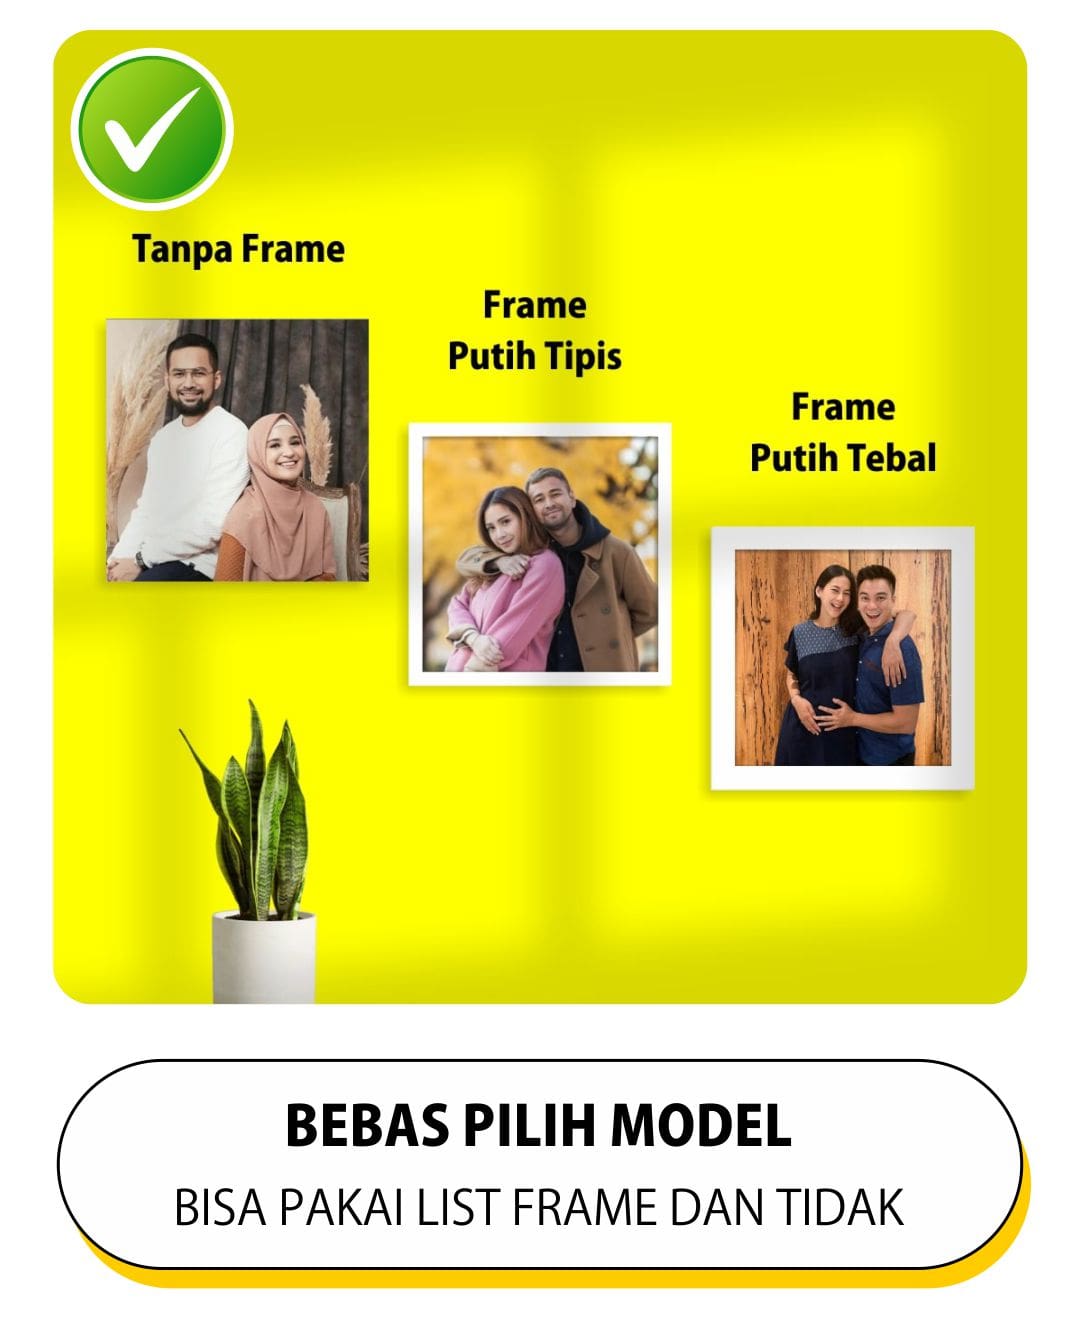 Tanpa Frame
Frame
Putih Tipis
Frame
Putih Tebal
BEBAS PILIH MODEL
BISA PAKAI LIST FRAME DAN TIDAK